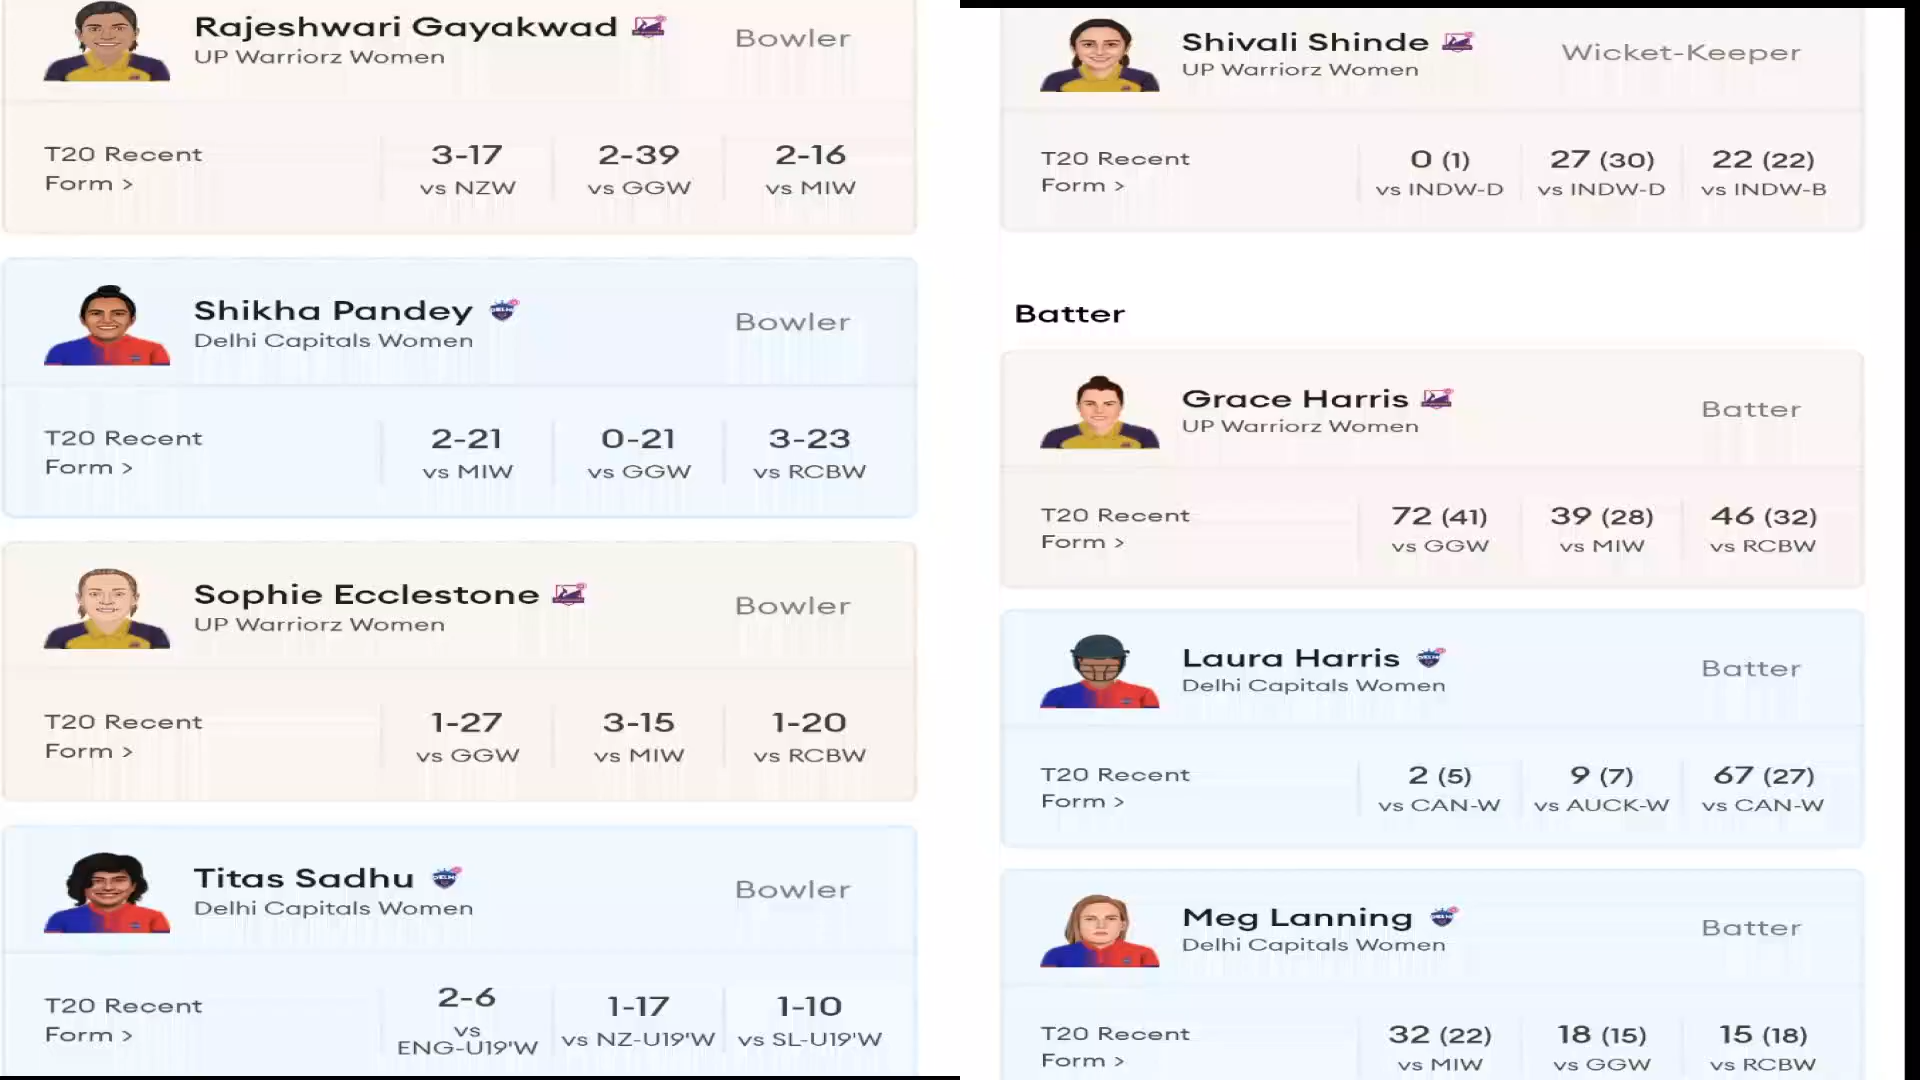 Rajeshwari Gayakwad
UP Warriorz Women
Bowler
T20 Recent
Form >
3-17
vs NZW
2-39
vs GGW
2-16
vs MIW
Shikha Pandey
Delhi Capitals Women
Bowler
T20 Recent
Form >
2-21
vs MIW
0-21
vs GGW
3-23
vs RCBW
Sophie Ecclestone
UP Warriorz Women
Bowler
T20 Recent
Form >
1-27
vs GGW
3-15
vs MIW
1-20
vs RCBW
Titas Sadhu
Delhi Capitals Women
Bowler
T20 Recent
Form >
2-6
vs
ENG-U19'W
1-17
vs NZ-U19'W
1-10
vs SL-U19'W
Shivali Shinde
UP Warriorz Women
Wicket-Keeper
T20 Recent
Form >
0 (1)
vs INDW-D
27 (30)
vs INDW-D
22 (22)
vs INDW-B
Batter
Grace Harris
UP Warriorz Women
Batter
T20 Recent
Form >
72 (41)
vs GGW
39 (28)
vs MIW
46 (32)
vs RCBW
Laura Harris
Delhi Capitals Women
Batter
T20 Recent
Form >
2 (5)
vs CAN-W
9 (7)
vs AUCK-W
67 (27)
vs CAN-W
Meg Lanning
Delhi Capitals Women
Batter
T20 Recent
Form >
32 (22)
vs MIW
18 (15)
vs GGW
15 (18)
vs RCBW